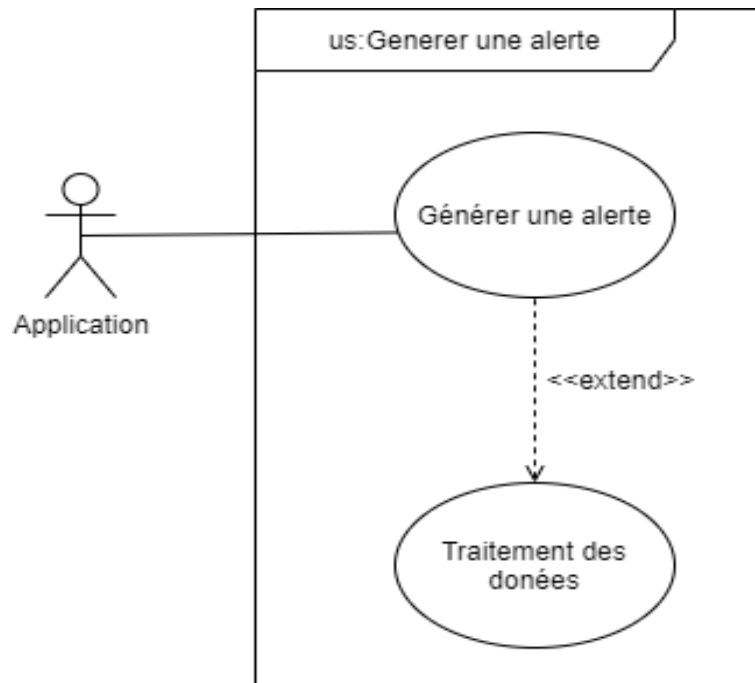 us:Generer une alerte
Générer une alerte
Application
<<extend>>
Traitement des
donées